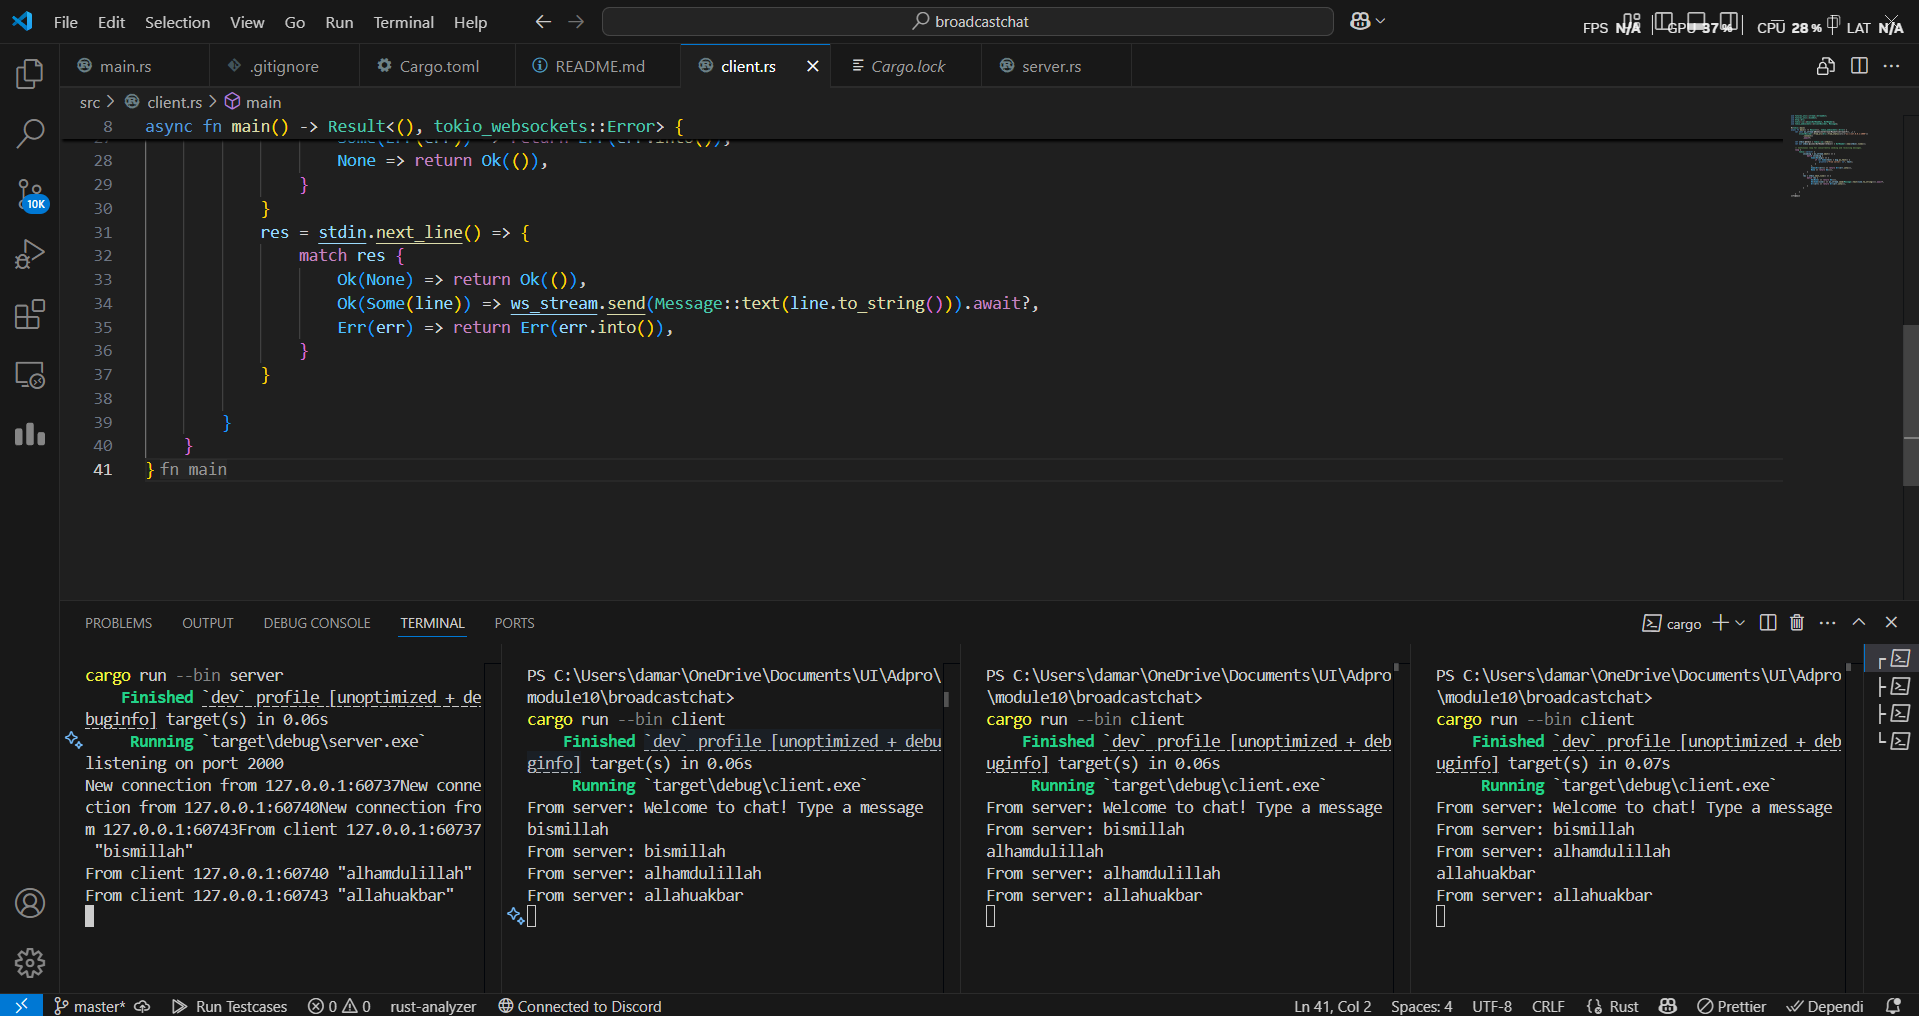 File Edit Selection View Go Run Terminal Help
broadcastchat
FPS N/A GPU 37 % CPU 28 % LAT N/A
main.rs .gitignore Cargo.toml README.md client.rs Cargo.lock server.rs
src > client.rs > main
8 async fn main() -> Result<(), tokio_websockets::Error> {
28 None => return Ok(()),
29 }
30 }
31 res = stdin.next_line() => {
32 match res {
33 Ok(None) => return Ok(()),
34 Ok(Some(line)) => ws_stream.send(Message::text(line.to_string())).await?,
35 Err(err) => return Err(err.into()),
36 }
37 }
38
39 }
40 }
41 } fn main
10K
PROBLEMS OUTPUT DEBUG CONSOLE TERMINAL PORTS
cargo
cargo run --bin server
Finished `dev` profile [unoptimized + de
buginfo] target(s) in 0.06s
Running `target\debug\server.exe`
listening on port 2000
New connection from 127.0.0.1:60737New conne
ction from 127.0.0.1:60740New connection fro
m 127.0.0.1:60743From client 127.0.0.1:60737
"bismillah"
From client 127.0.0.1:60740 "alhamdulillah"
From client 127.0.0.1:60743 "allahuakbar"
PS C:\Users\damar\OneDrive\Documents\UI\Adpro\
module10\broadcastchat>
cargo run --bin client
Finished `dev` profile [unoptimized + debu
ginfo] target(s) in 0.06s
Running `target\debug\client.exe`
From server: Welcome to chat! Type a message
bismillah
From server: bismillah
From server: alhamdulillah
From server: allahuakbar
PS C:\Users\damar\OneDrive\Documents\UI\Adpro
\module10\broadcastchat>
cargo run --bin client
Finished `dev` profile [unoptimized + deb
uginfo] target(s) in 0.06s
Running `target\debug\client.exe`
From server: Welcome to chat! Type a message
From server: bismillah
alhamdulillah
From server: alhamdulillah
From server: allahuakbar
PS C:\Users\damar\OneDrive\Documents\UI\Adpro
\module10\broadcastchat>
cargo run --bin client
Finished `dev` profile [unoptimized + deb
uginfo] target(s) in 0.07s
Running `target\debug\client.exe`
From server: Welcome to chat! Type a message
From server: bismillah
From server: alhamdulillah
allahuakbar
From server: allahuakbar
master* Run Testcases 0 0 rust-analyzer Connected to Discord Ln 41, Col 2 Spaces: 4 UTF-8 CRLF {} Rust Prettier Dependi